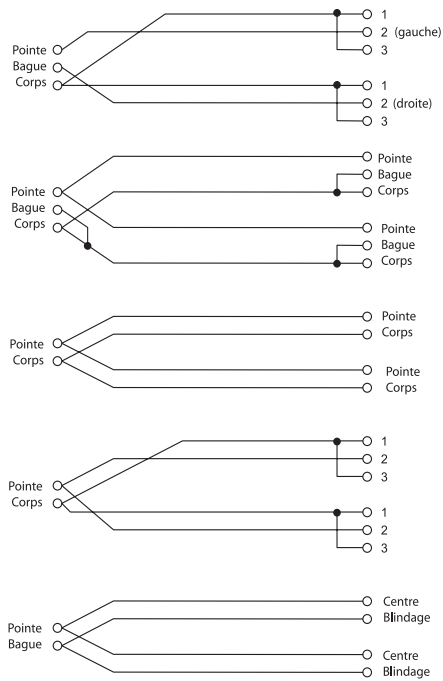 1
2 (gauche)
3
Pointe
Bague
Corps
1
2 (droite)
3
Pointe
Bague
Corps
Pointe
Bague
Corps
Pointe
Bague
Corps
Pointe
Corps
Pointe
Corps
Pointe
Corps
1
2
3
Pointe
Corps
1
2
3
Centre
Blindage
Pointe
Bague
Centre
Blindage